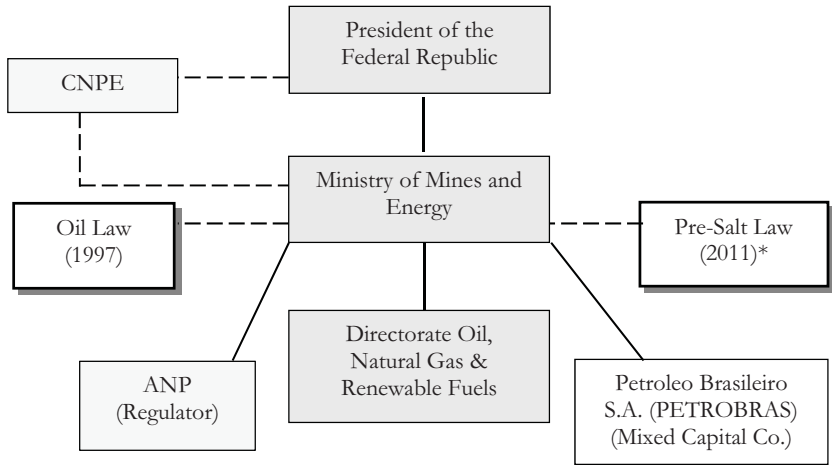 President of the
Federal Republic
CNPE
Ministry of Mines and
Energy
Oil Law
(1997)
Pre-Salt Law
(2011)*
Directorate Oil,
Natural Gas &
Renewable Fuels
ANP
(Regulator)
Petroleo Brasileiro
S.A. (PETROBRAS)
(Mixed Capital Co.)